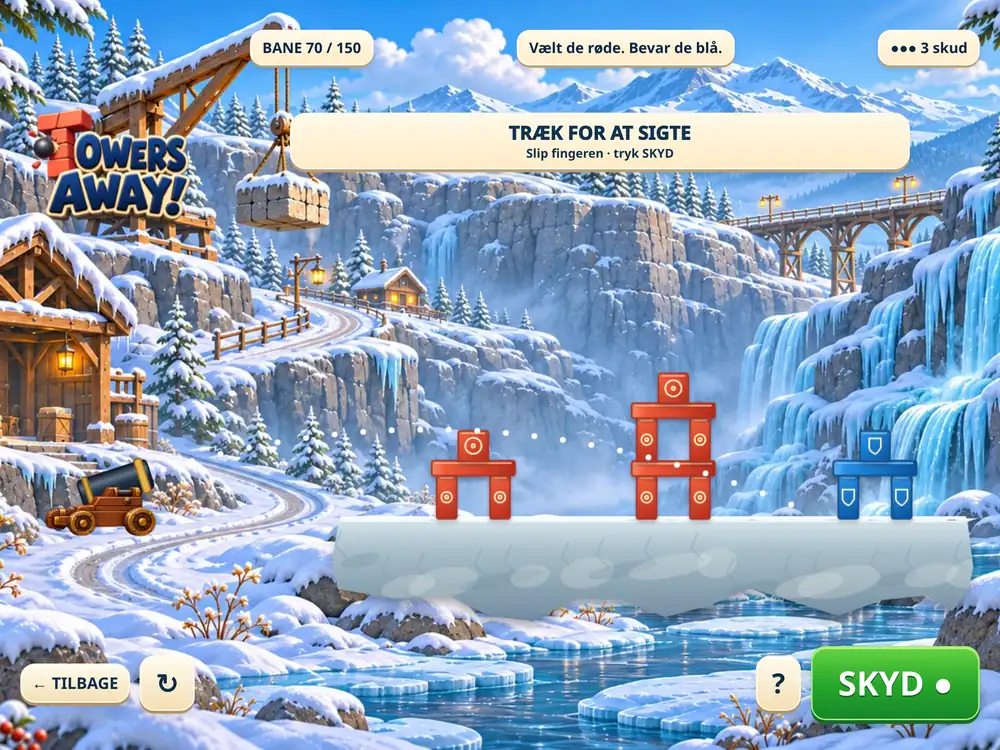 BANE 70 / 150
Vælt de røde. Bevar de blå.
●●● 3 skud
TRÆK FOR AT SIGTE
Slip fingeren · tryk SKYD
TOWERS
AWAY!
← TILBAGE
↻
?
SKYD ●